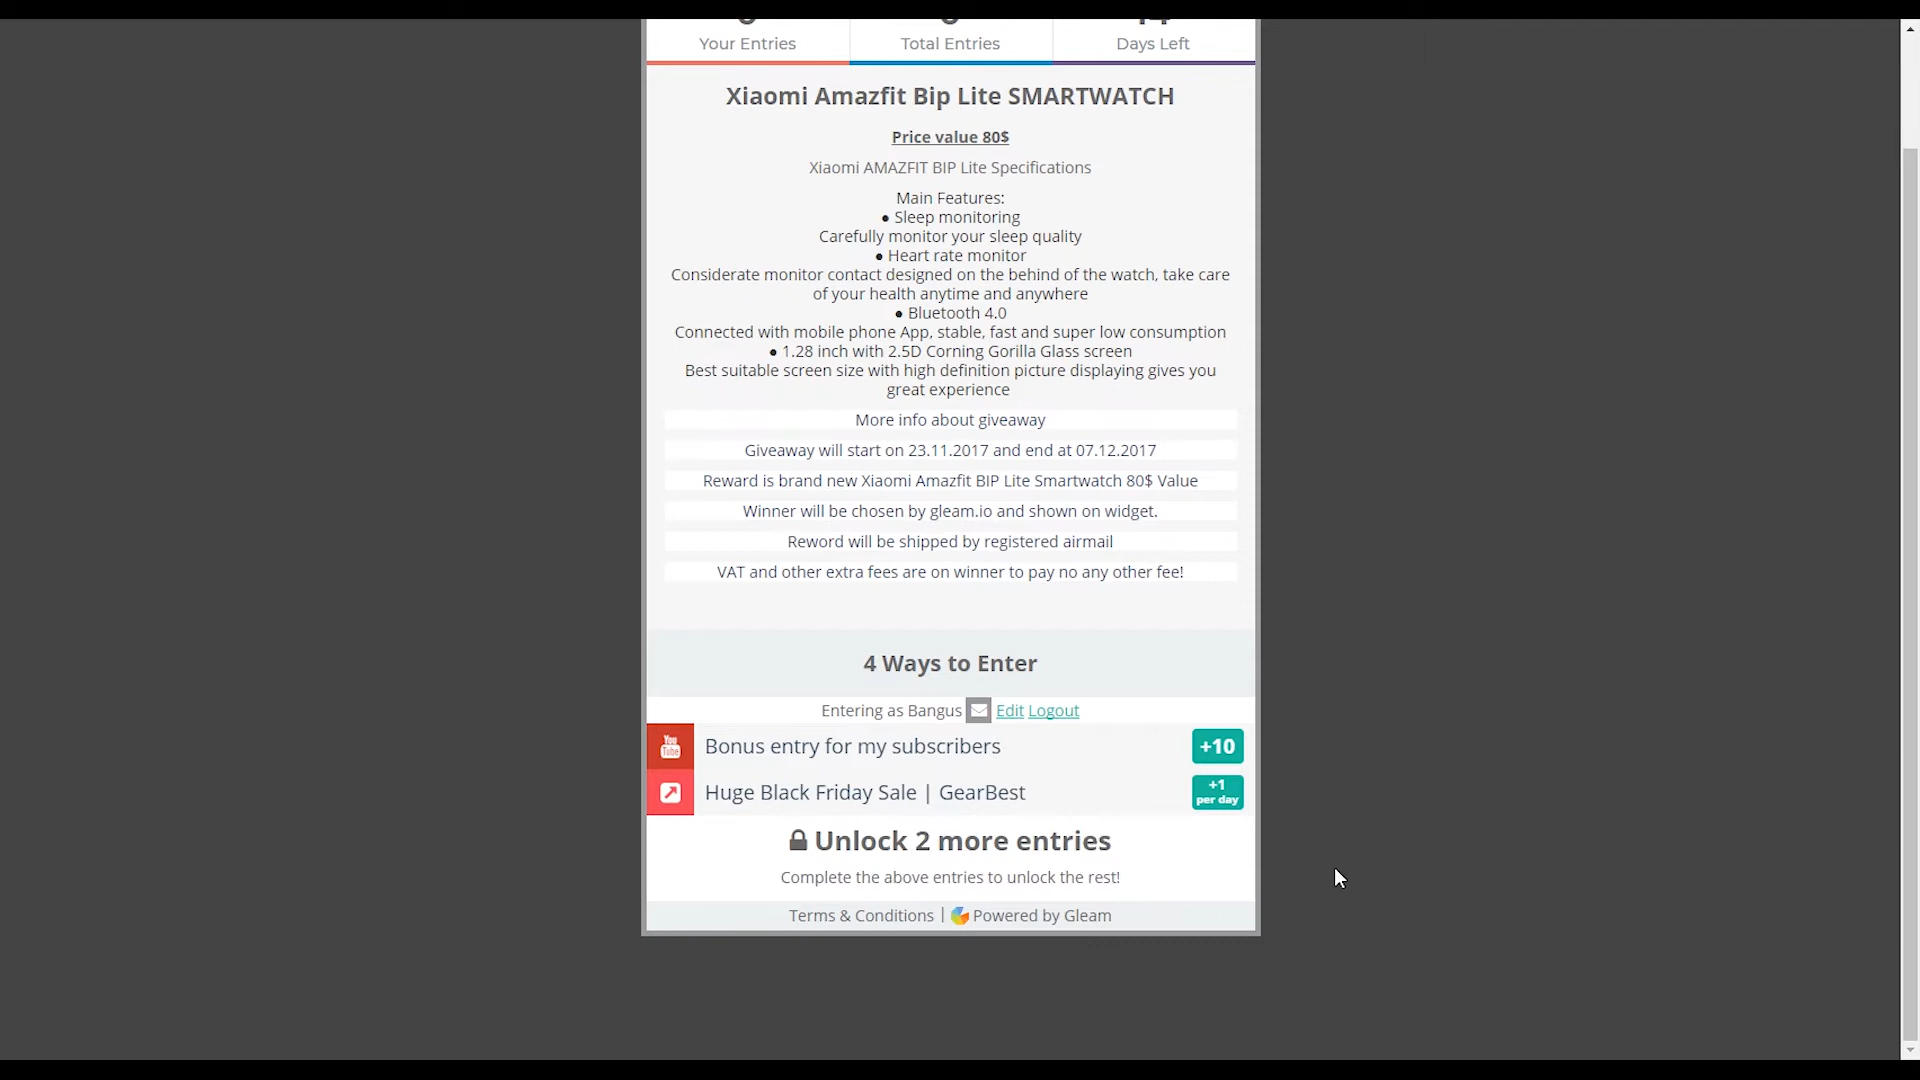 Your Entries
Total Entries
Days Left
Xiaomi Amazfit Bip Lite SMARTWATCH
Price value 80$
Xiaomi AMAZFIT BIP Lite Specifications
Main Features:
● Sleep monitoring
Carefully monitor your sleep quality
● Heart rate monitor
Considerate monitor contact designed on the behind of the watch, take care
of your health anytime and anywhere
● Bluetooth 4.0
Connected with mobile phone App, stable, fast and super low consumption
● 1.28 inch with 2.5D Corning Gorilla Glass screen
Best suitable screen size with high definition picture displaying gives you
great experience
More info about giveaway
Giveaway will start on 23.11.2017 and end at 07.12.2017
Reward is brand new Xiaomi Amazfit BIP Lite Smartwatch 80$ Value
Winner will be chosen by gleam.io and shown on widget.
Reword will be shipped by registered airmail
VAT and other extra fees are on winner to pay no any other fee!
4 Ways to Enter
Entering as Bangus Edit Logout
You Tube Bonus entry for my subscribers +10
Huge Black Friday Sale | GearBest +1 per day
Unlock 2 more entries
Complete the above entries to unlock the rest!
Terms & Conditions | Powered by Gleam